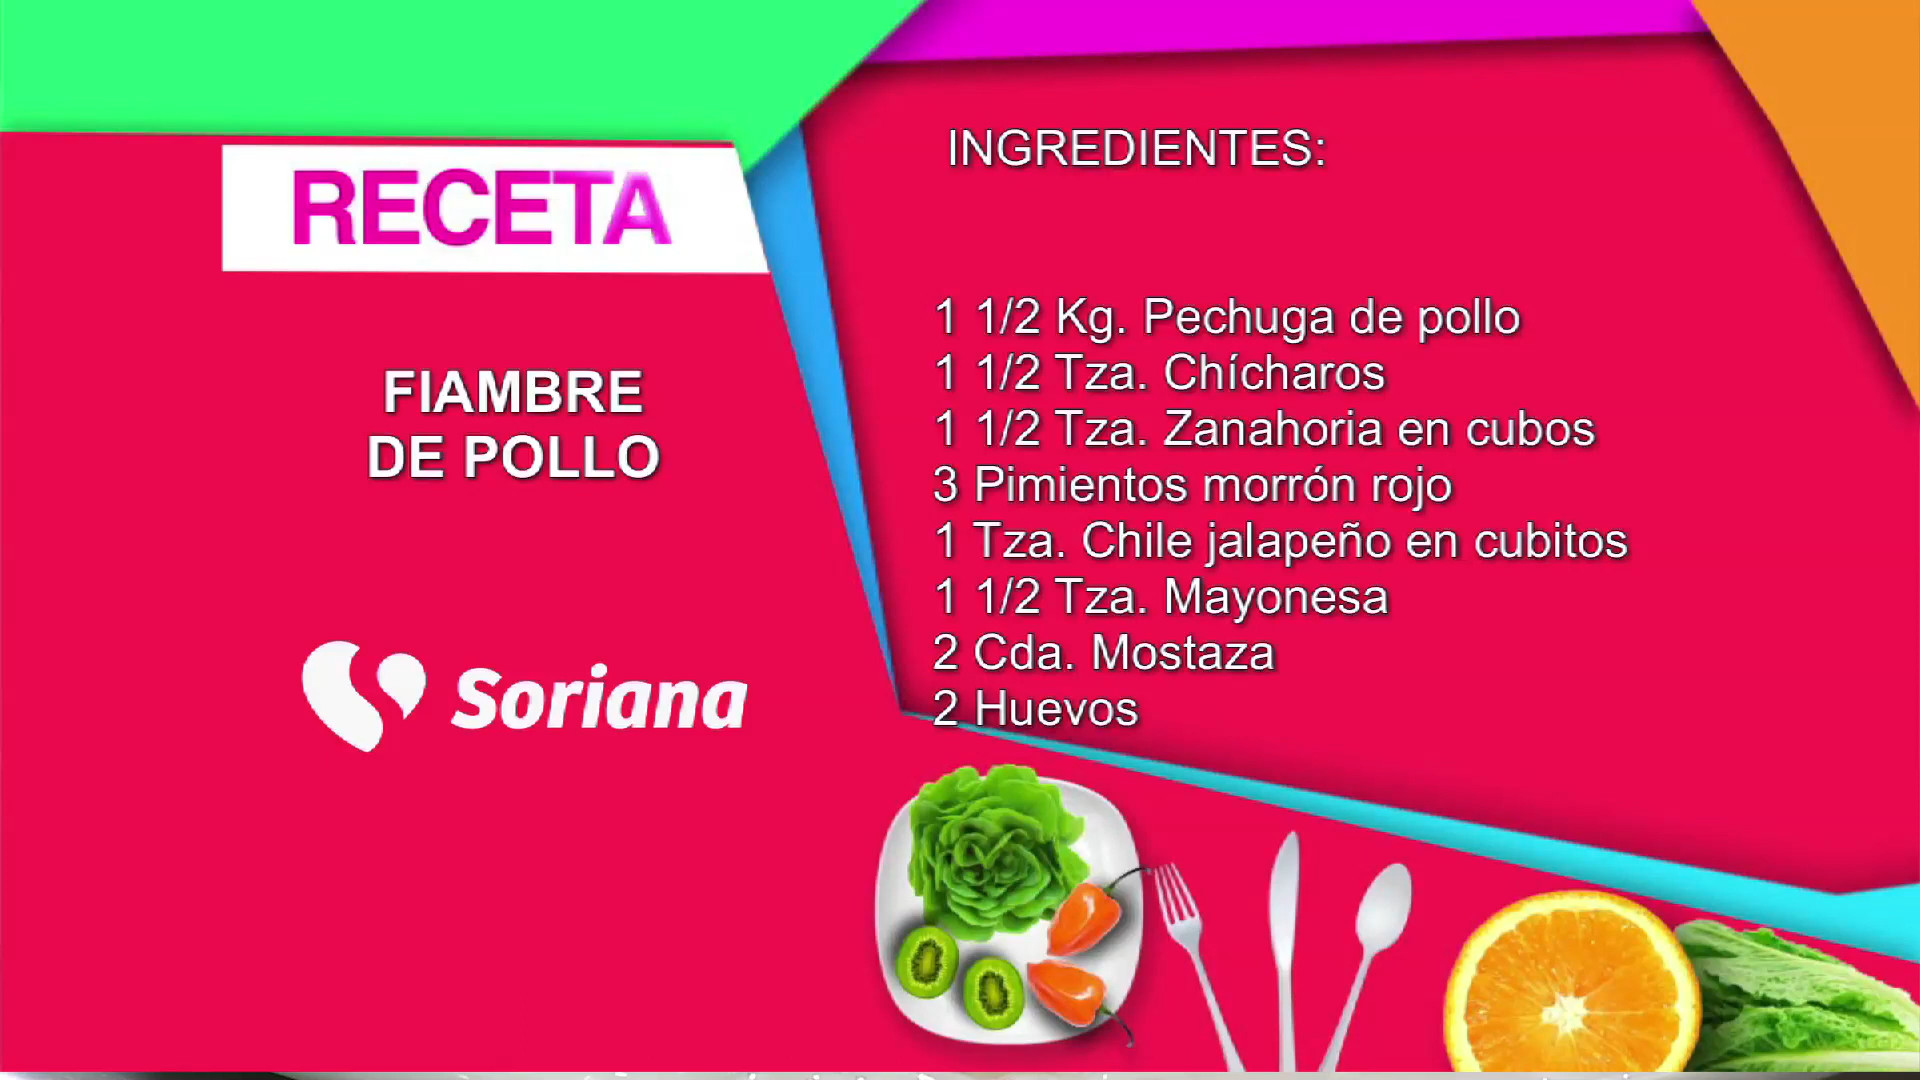 RECETA
FIAMBRE
DE POLLO
Soriana
INGREDIENTES:
1 1/2 Kg. Pechuga de pollo
1 1/2 Tza. Chícharos
1 1/2 Tza. Zanahoria en cubos
3 Pimientos morrón rojo
1 Tza. Chile jalapeño en cubitos
1 1/2 Tza. Mayonesa
2 Cda. Mostaza
2 Huevos